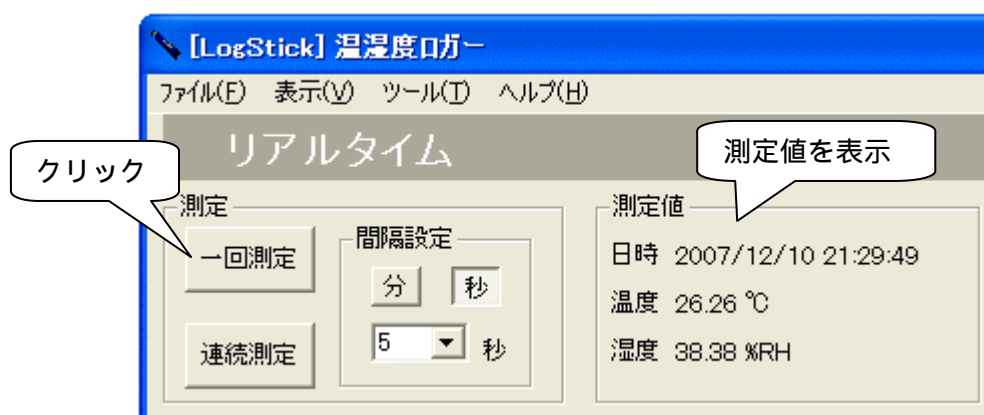 [LogStick] 温湿度ロガー
ファイル(F) 表示(V) ツール(T) ヘルプ(H)
リアルタイム
測定値を表示
クリック
測定
一回測定
連続測定
間隔設定
分 秒
5 秒
測定値
日時 2007/12/10 21:29:49
温度 26.26 ℃
湿度 38.38 %RH